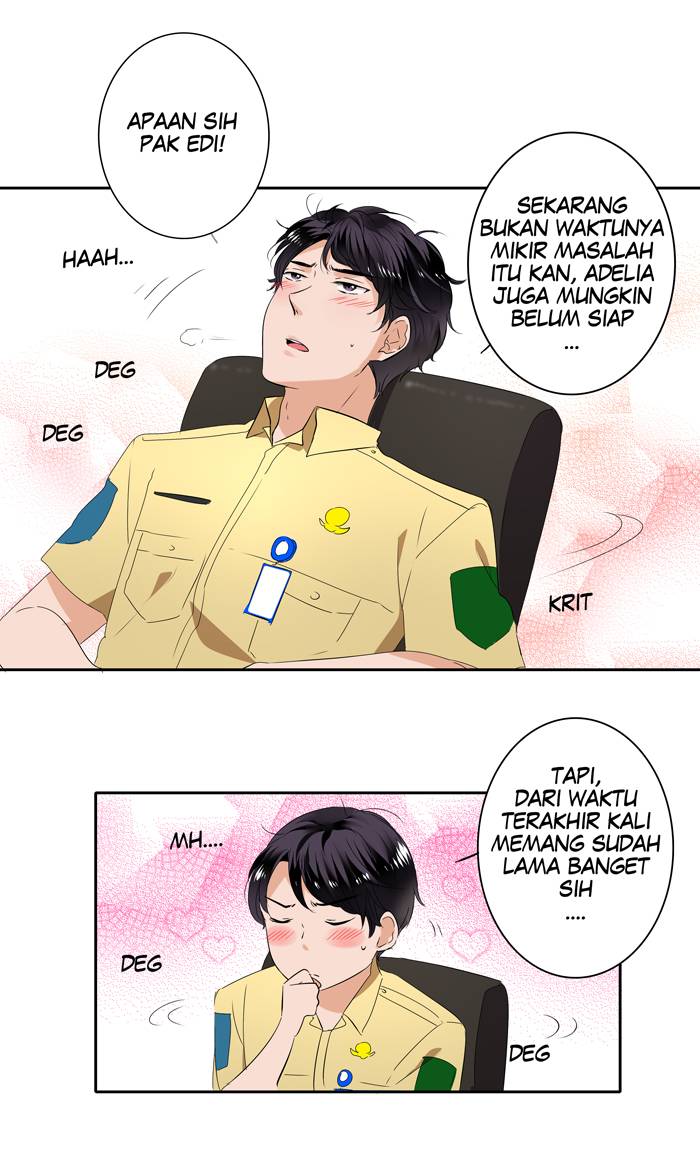 APAAN SIH
PAK EDI!
SEKARANG
BUKAN WAKTUNYA
MIKIR MASALAH
ITU KAN, ADELIA
JUGA MUNGKIN
BELUM SIAP
...
HAAH...
DEG
DEG
KRIT
TAPI,
DARI WAKTU
TERAKHIR KALI
MEMANG SUDAH
LAMA BANGET
SIH
....
MH....
DEG
DEG